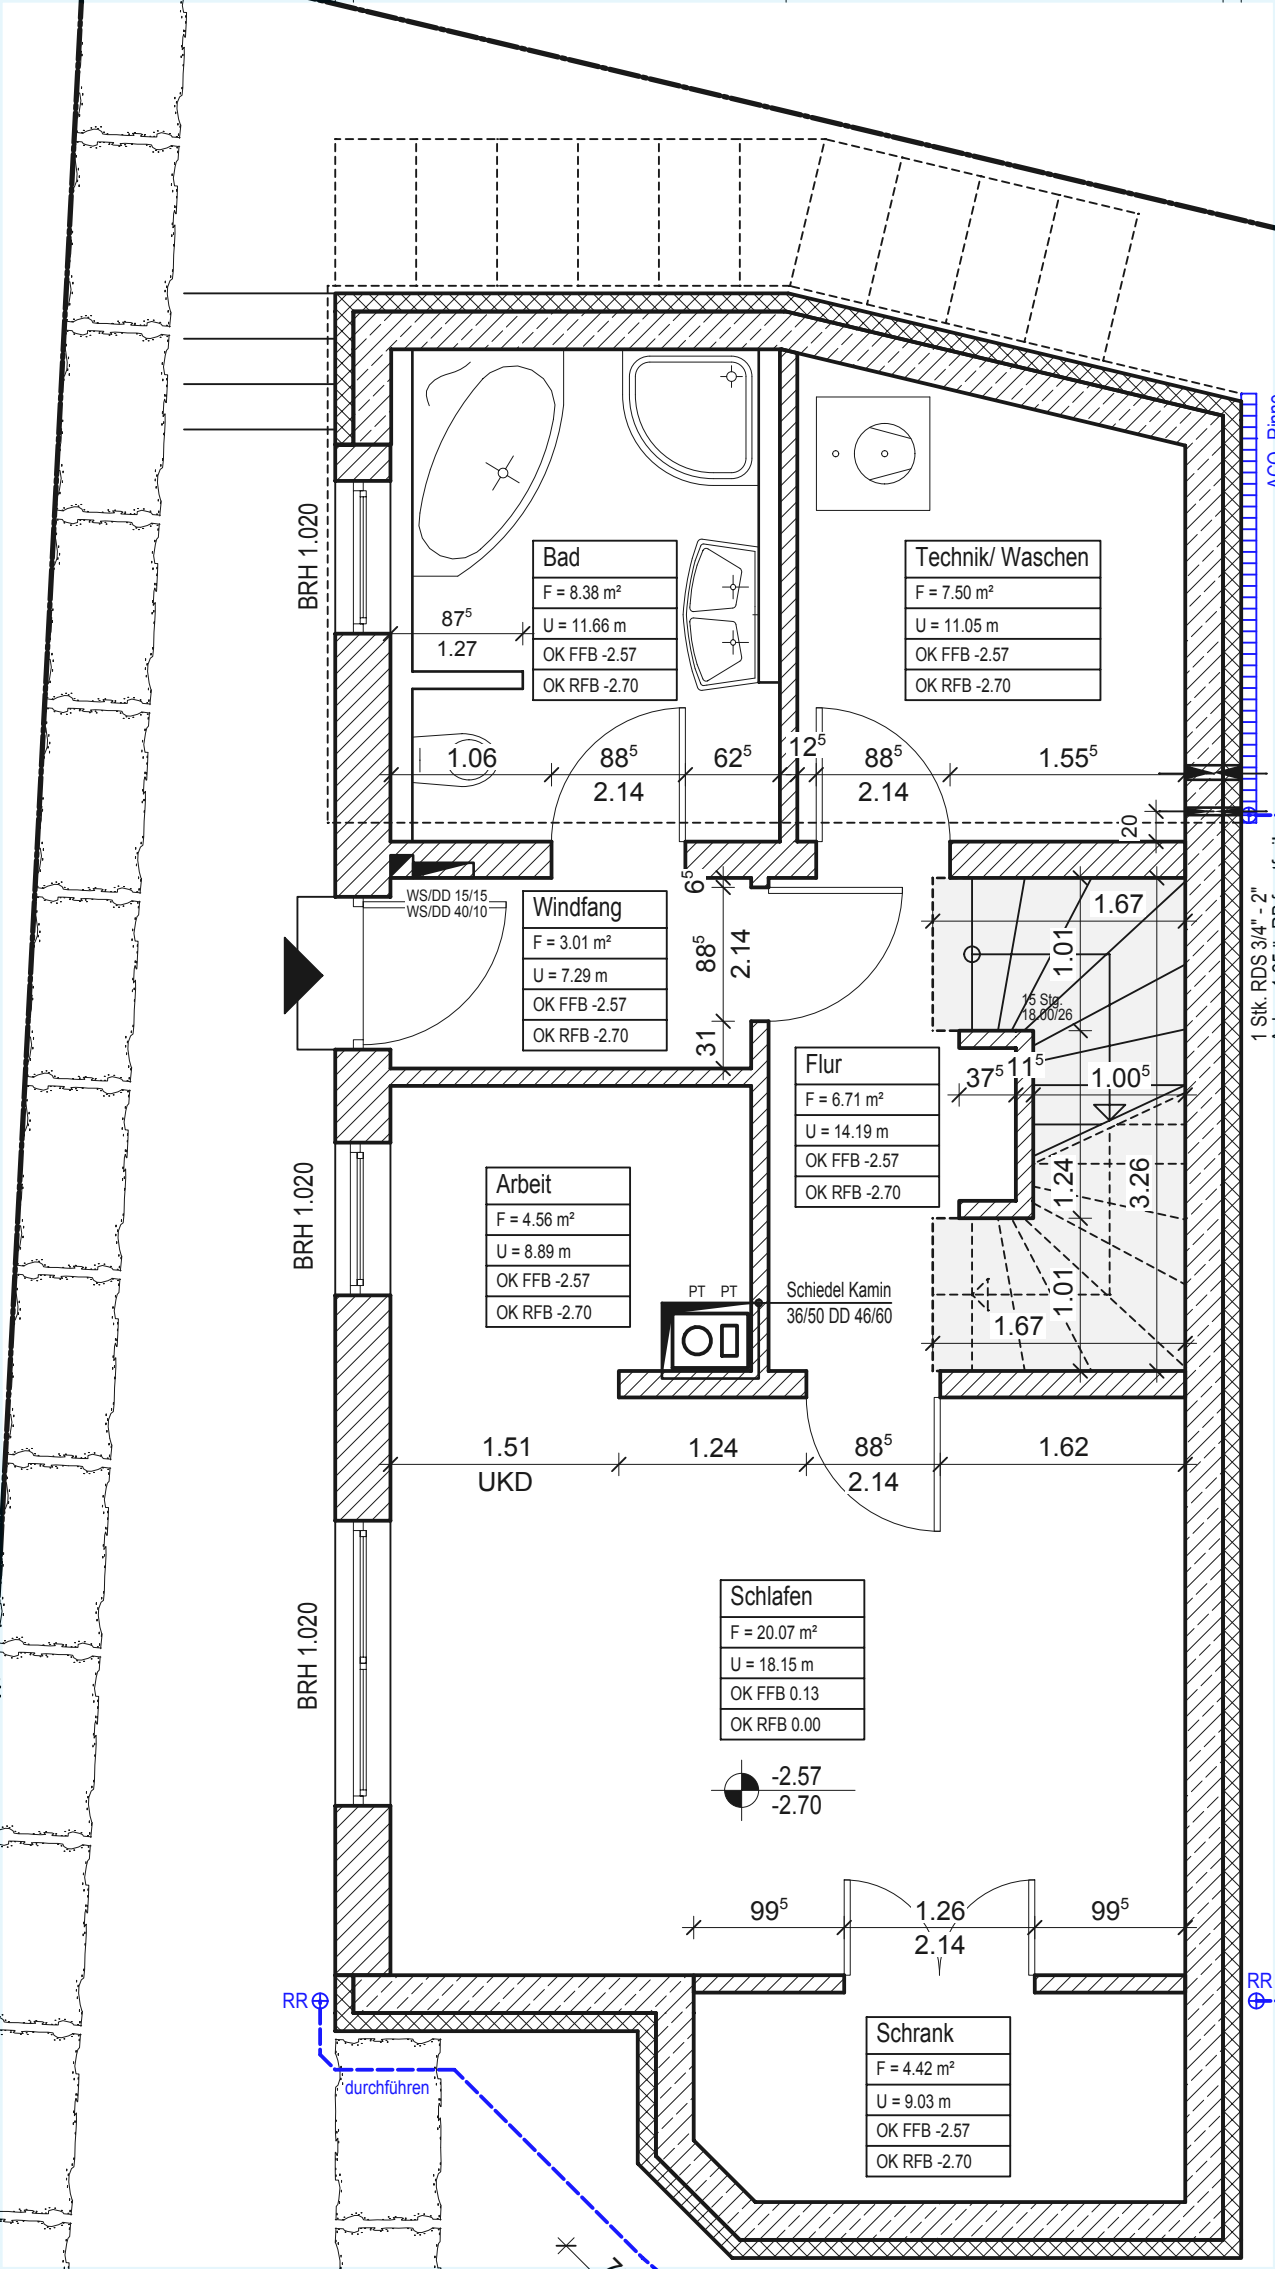 ACO- Rinne
BRH 1.020
Bad
F = 8.38 m²
U = 11.66 m
OK FFB -2.57
OK RFB -2.70
Technik/ Waschen
F = 7.50 m²
U = 11.05 m
OK FFB -2.57
OK RFB -2.70
87⁵
1.27
1.06
88⁵
2.14
62⁵
12⁵
88⁵
2.14
1.55⁵
20
WS/DD 15/15
WS/DD 40/10
6⁵
Windfang
F = 3.01 m²
U = 7.29 m
OK FFB -2.57
OK RFB -2.70
88⁵
2.14
31
1.67
1.01
15 Stg.
18.00/26
1 Stk. RDS 3/4" - 2"
Flur
F = 6.71 m²
U = 14.19 m
OK FFB -2.57
OK RFB -2.70
37⁵
11⁵
1.00⁵
1.24
3.26
1.01
1.67
BRH 1.020
Arbeit
F = 4.56 m²
U = 8.89 m
OK FFB -2.57
OK RFB -2.70
PT PT
Schiedel Kamin
36/50 DD 46/60
1.51
UKD
1.24
88⁵
2.14
1.62
BRH 1.020
Schlafen
F = 20.07 m²
U = 18.15 m
OK FFB 0.13
OK RFB 0.00
-2.57
-2.70
99⁵
1.26
2.14
99⁵
RR
RR
durchführen
Schrank
F = 4.42 m²
U = 9.03 m
OK FFB -2.57
OK RFB -2.70